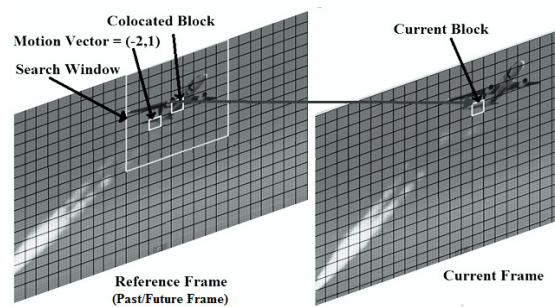 Colocated Block
Motion Vector = (-2,1)
Search Window
Current Block
Reference Frame
(Past/Future Frame)
Current Frame